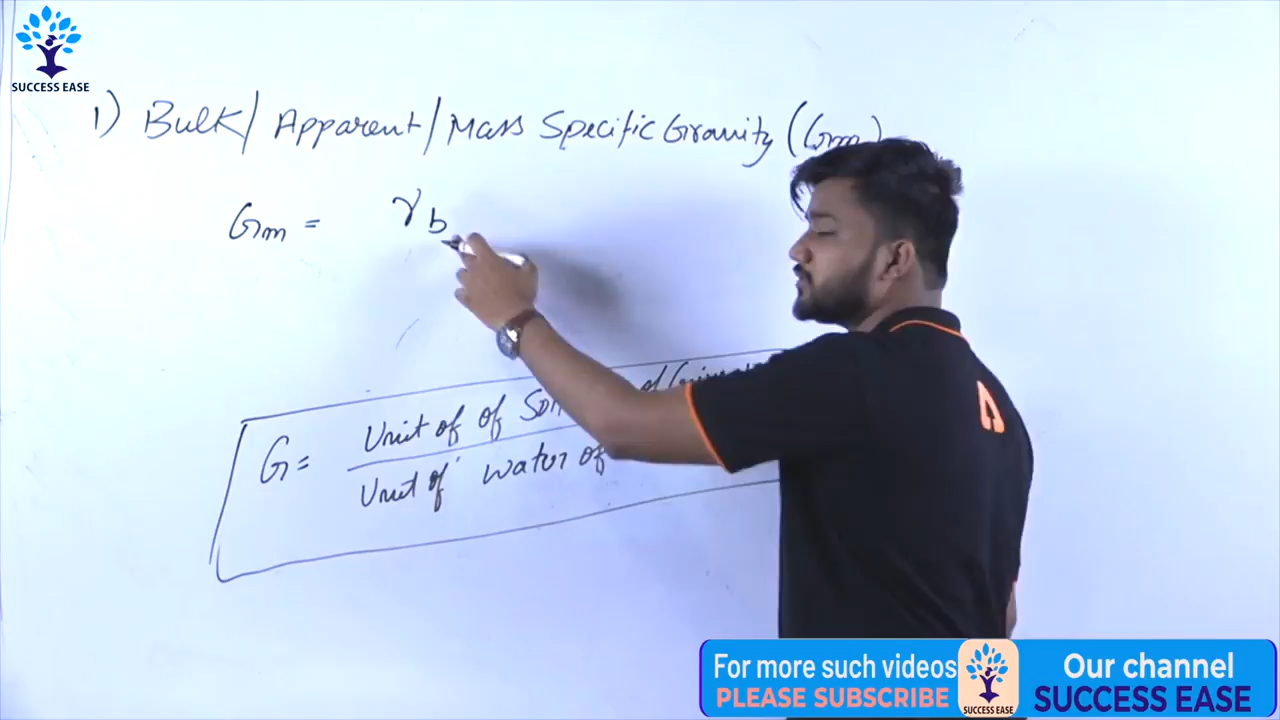 SUCCESS EASE
1) Bulk/ Apparent/Mass Specific Gravity (Gm)
Gm = γb
G = Unit of of
Unit of water of
For more such videos
PLEASE SUBSCRIBE
SUCCESS EASE
Our channel
SUCCESS EASE